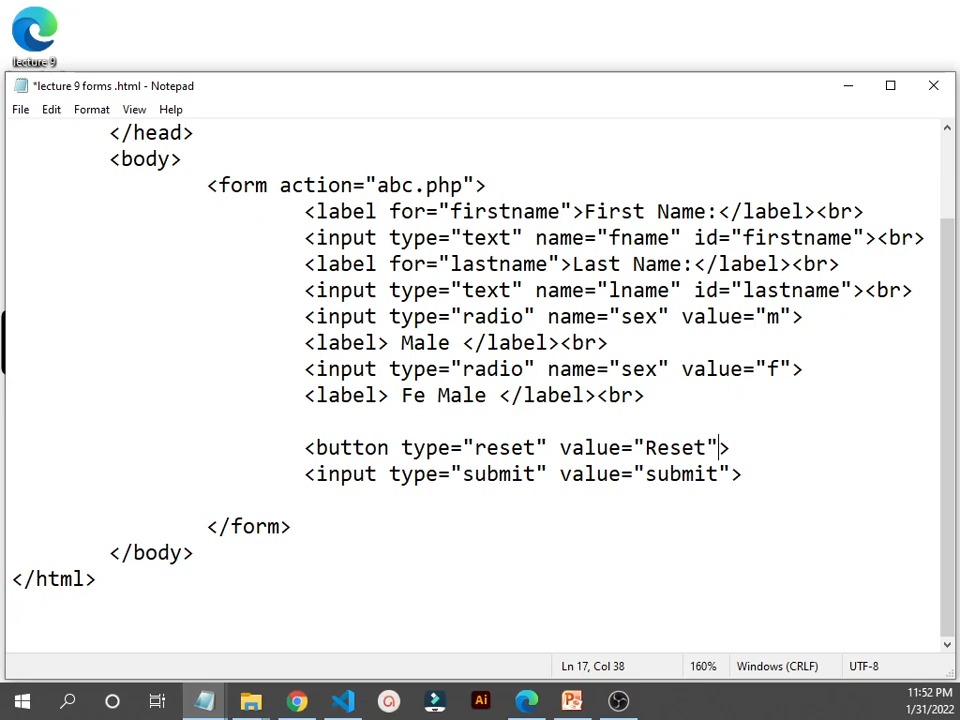 lecture 9
*lecture 9 forms .html - Notepad
File Edit Format View Help
</head>
<body>
<form action="abc.php">
<label for="firstname">First Name:</label><br>
<input type="text" name="fname" id="firstname"><br>
<label for="lastname">Last Name:</label><br>
<input type="text" name="lname" id="lastname"><br>
<input type="radio" name="sex" value="m">
<label> Male </label><br>
<input type="radio" name="sex" value="f">
<label> Fe Male </label><br>
<button type="reset" value="Reset">
<input type="submit" value="submit">
</form>
</body>
</html>
Ln 17, Col 38 160% Windows (CRLF) UTF-8
Ai
11:52 PM
1/31/2022